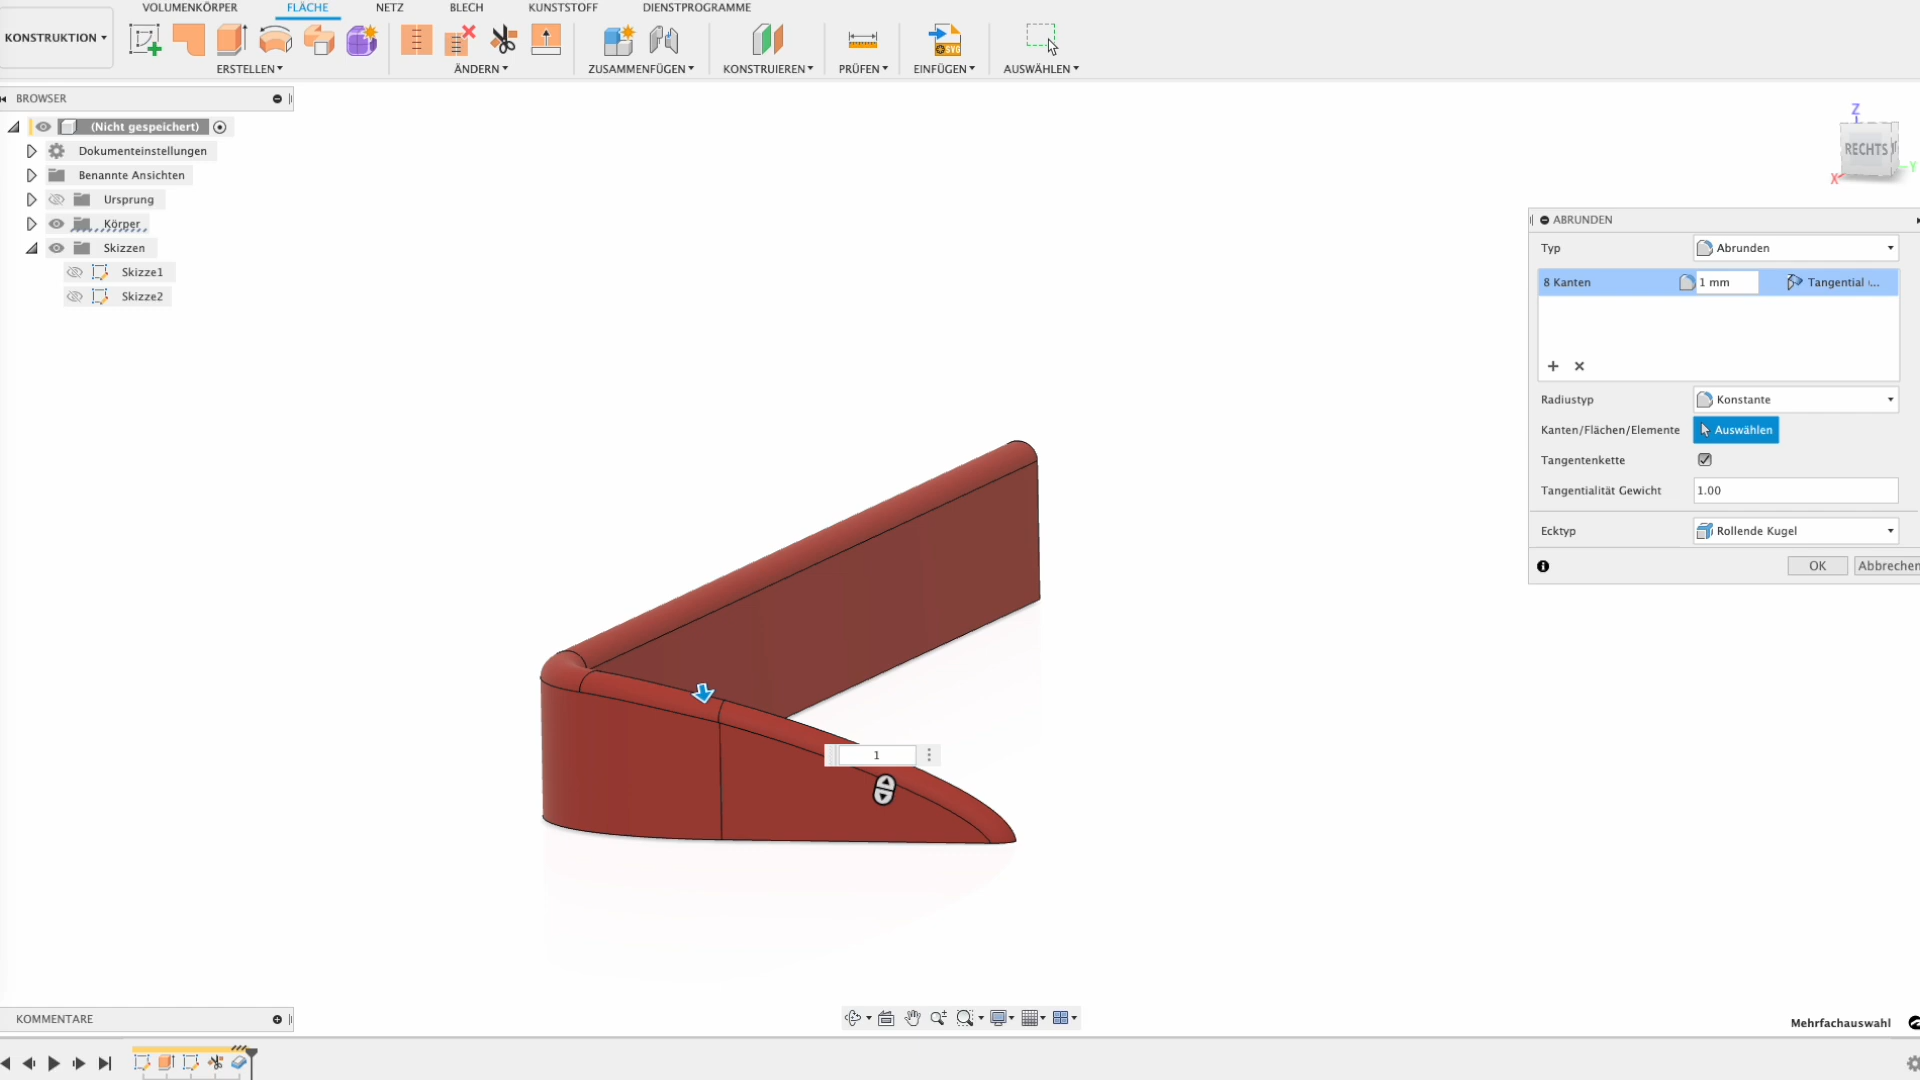 VOLUMENKÖRPER FLÄCHE NETZ BLECH KUNSTSTOFF DIENSTPROGRAMME
KONSTRUKTION
SVG
ERSTELLEN ÄNDERN ZUSAMMENFÜGEN KONSTRUIEREN PRÜFEN EINFÜGEN AUSWÄHLEN
BROWSER
(Nicht gespeichert)
Dokumenteinstellungen
Benannte Ansichten
Ursprung
Körper
Skizzen
Skizze1
Skizze2
Z
RECHTS
Y
X
ABRUNDEN
Typ Abrunden
8 Kanten 1 mm Tangential ...
Radiustyp Konstante
Kanten/Flächen/Elemente Auswählen
Tangentenkette
Tangentialität Gewicht 1.00
Ecktyp Rollende Kugel
OK Abbrechen
1
KOMMENTARE
Mehrfachauswahl